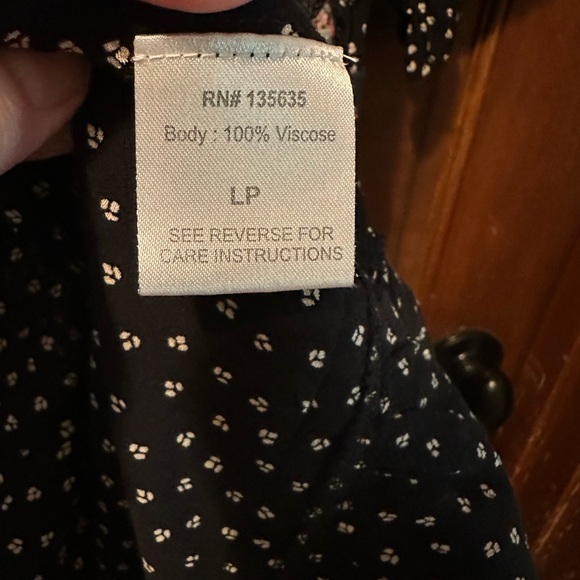 RN# 135635
Body : 100% Viscose
LP
SEE REVERSE FOR
CARE INSTRUCTIONS